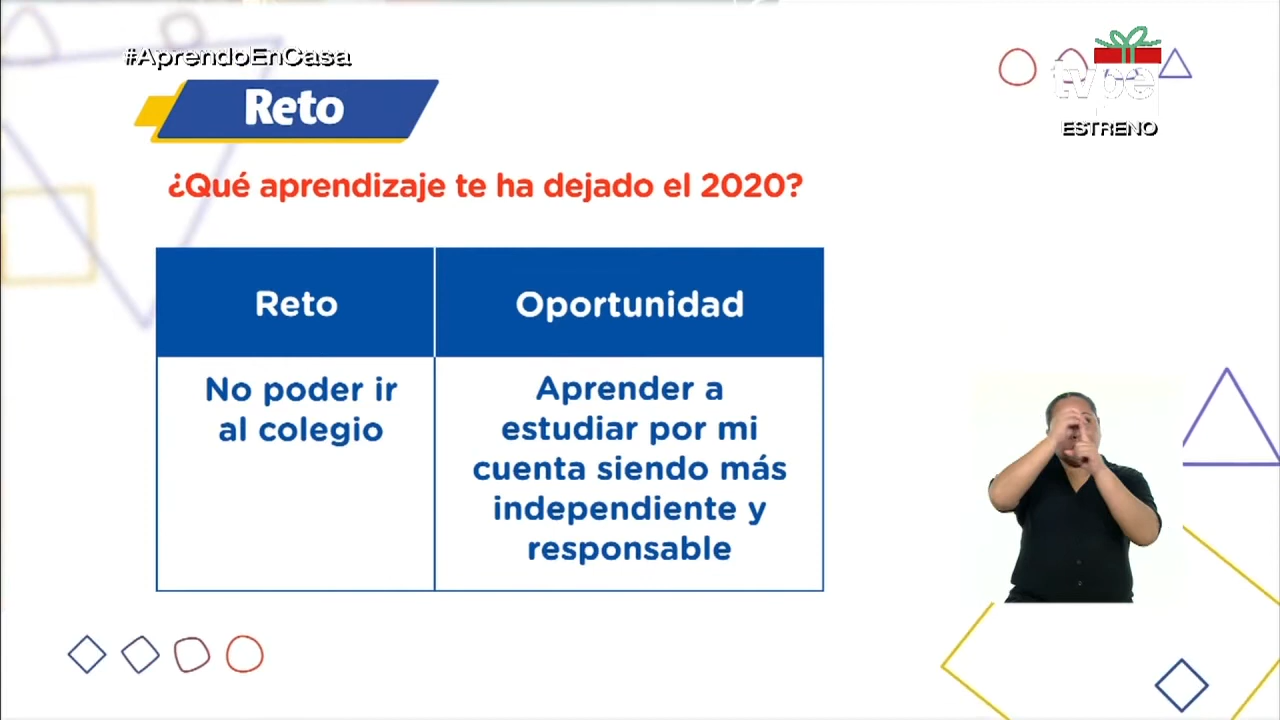 #AprendoEnCasa
tvpe
ESTRENO
Reto
¿Qué aprendizaje te ha dejado el 2020?
Reto
Oportunidad
No poder ir
al colegio
Aprender a
estudiar por mi
cuenta siendo más
independiente y
responsable